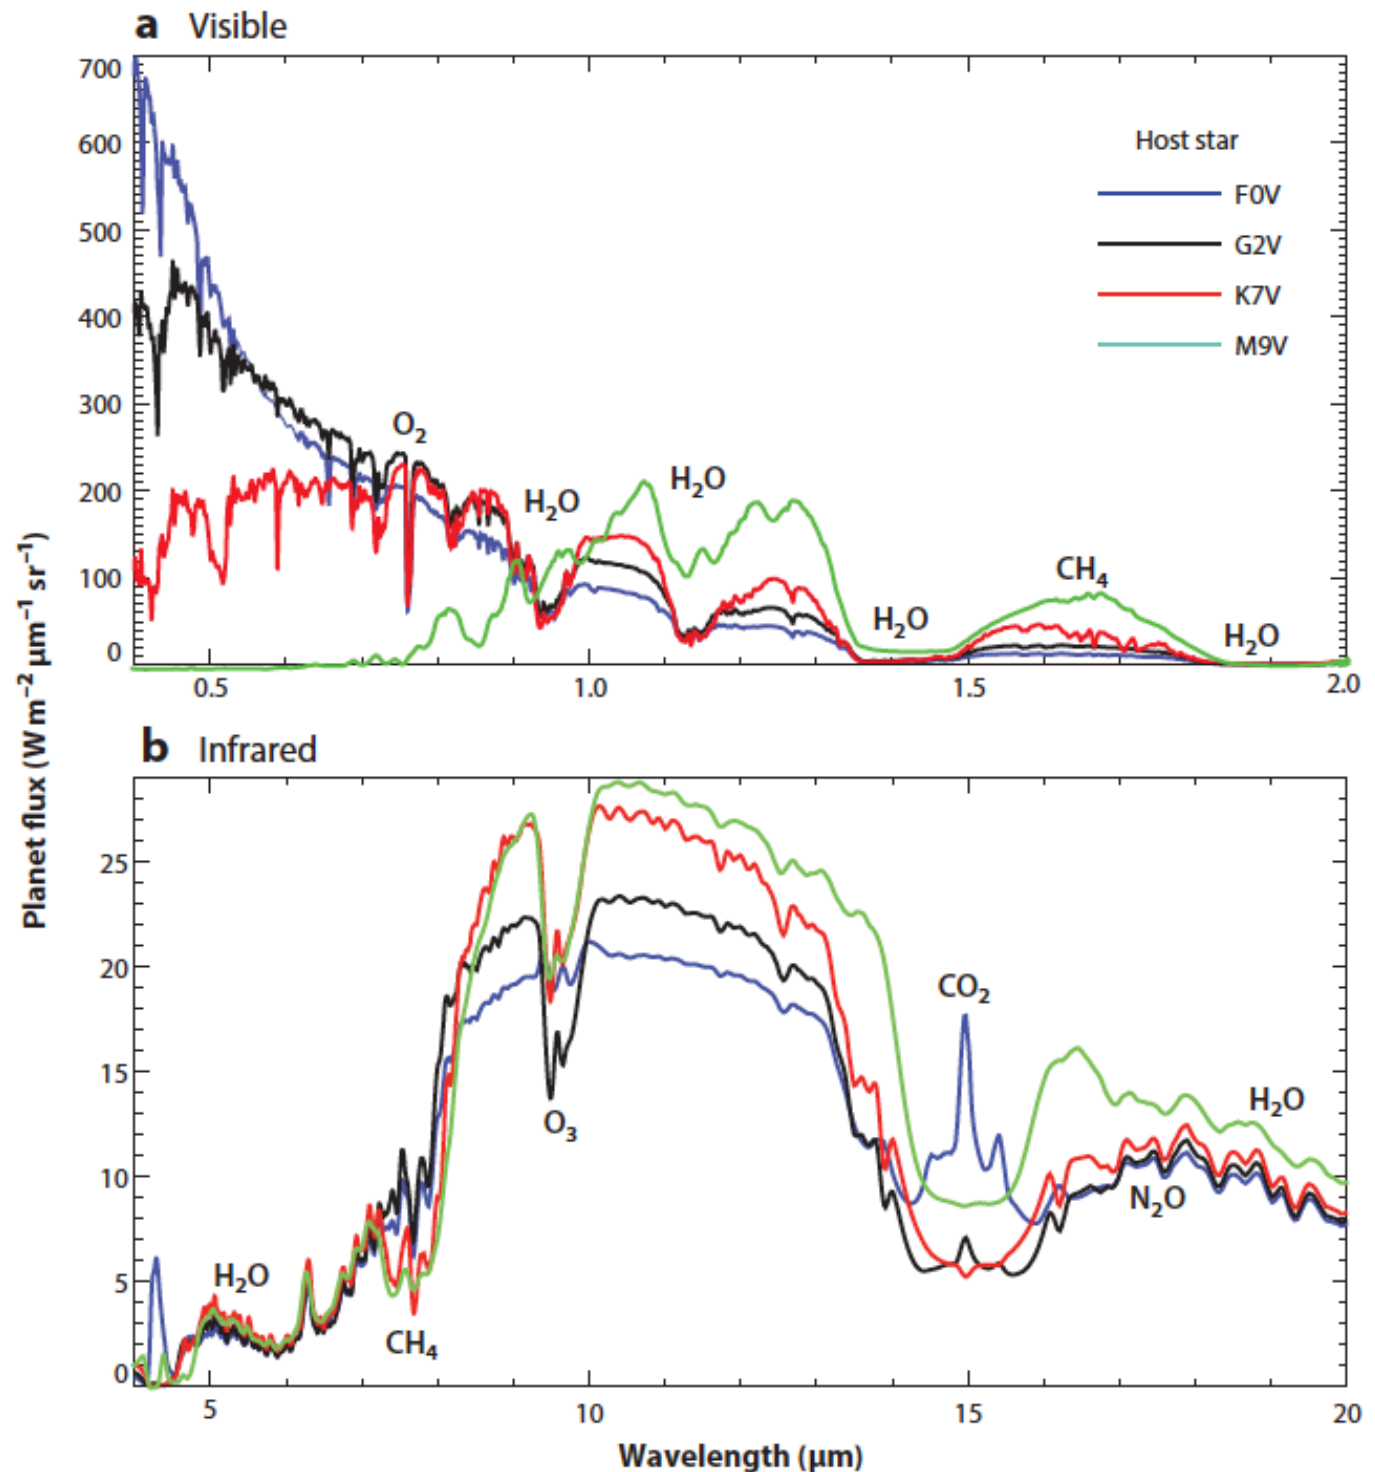 a Visible
700
600
500
400
300
200
100
0
0.5
1.0
1.5
2.0
Host star
F0V
G2V
K7V
M9V
O₂
H₂O
H₂O
H₂O
CH₄
H₂O
Planet flux (W m⁻² μm⁻¹ sr⁻¹)
b Infrared
25
20
15
10
5
0
5
10
15
20
H₂O
CH₄
O₃
CO₂
N₂O
H₂O
Wavelength (μm)